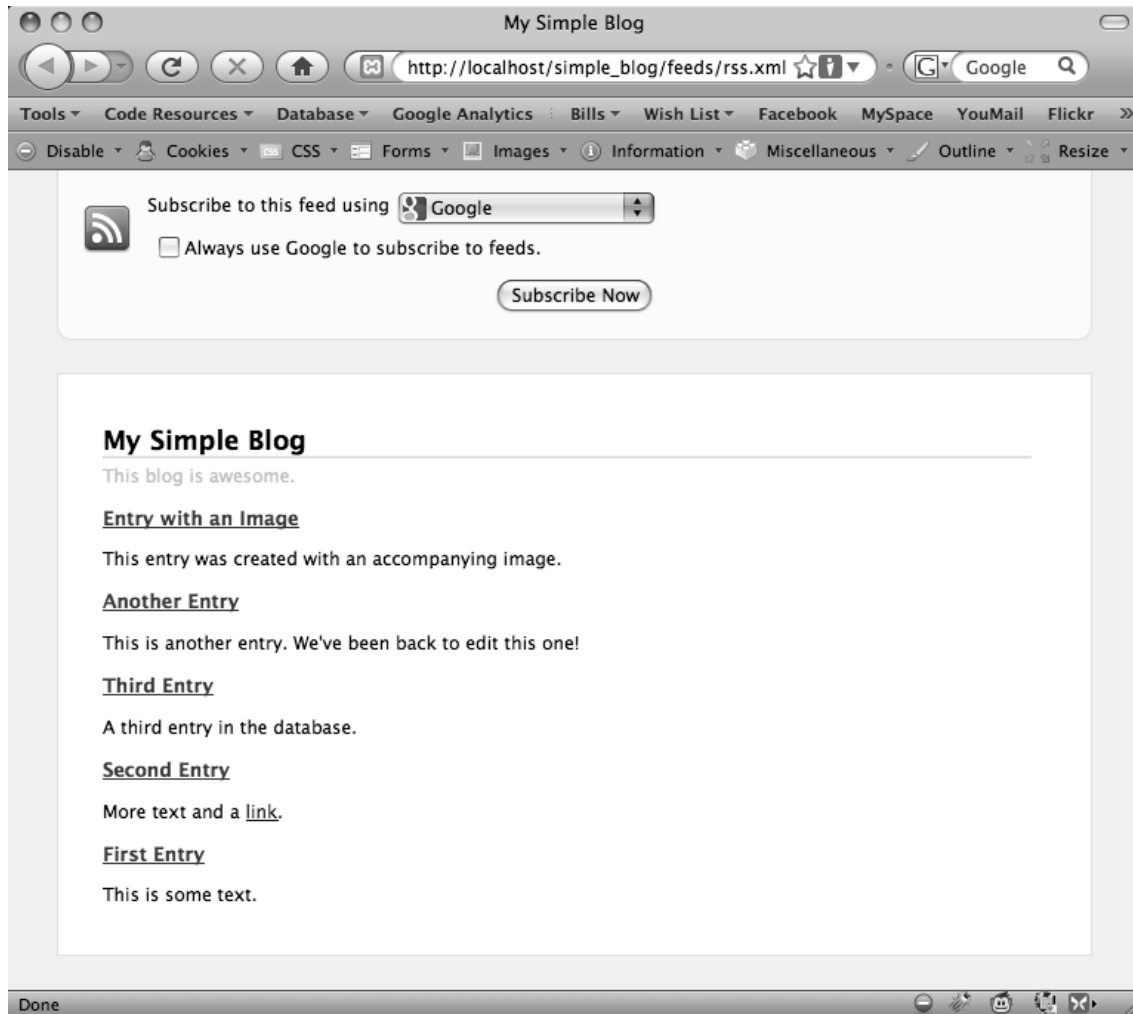 My Simple Blog
http://localhost/simple_blog/feeds/rss.xml G Google
Tools Code Resources Database Google Analytics Bills Wish List Facebook MySpace YouMail Flickr »
Disable Cookies CSS CSS Forms Images Information Miscellaneous Outline Resize
Subscribe to this feed using Google
Always use Google to subscribe to feeds.
Subscribe Now
My Simple Blog
This blog is awesome.
Entry with an Image
This entry was created with an accompanying image.
Another Entry
This is another entry. We've been back to edit this one!
Third Entry
A third entry in the database.
Second Entry
More text and a link.
First Entry
This is some text.
Done